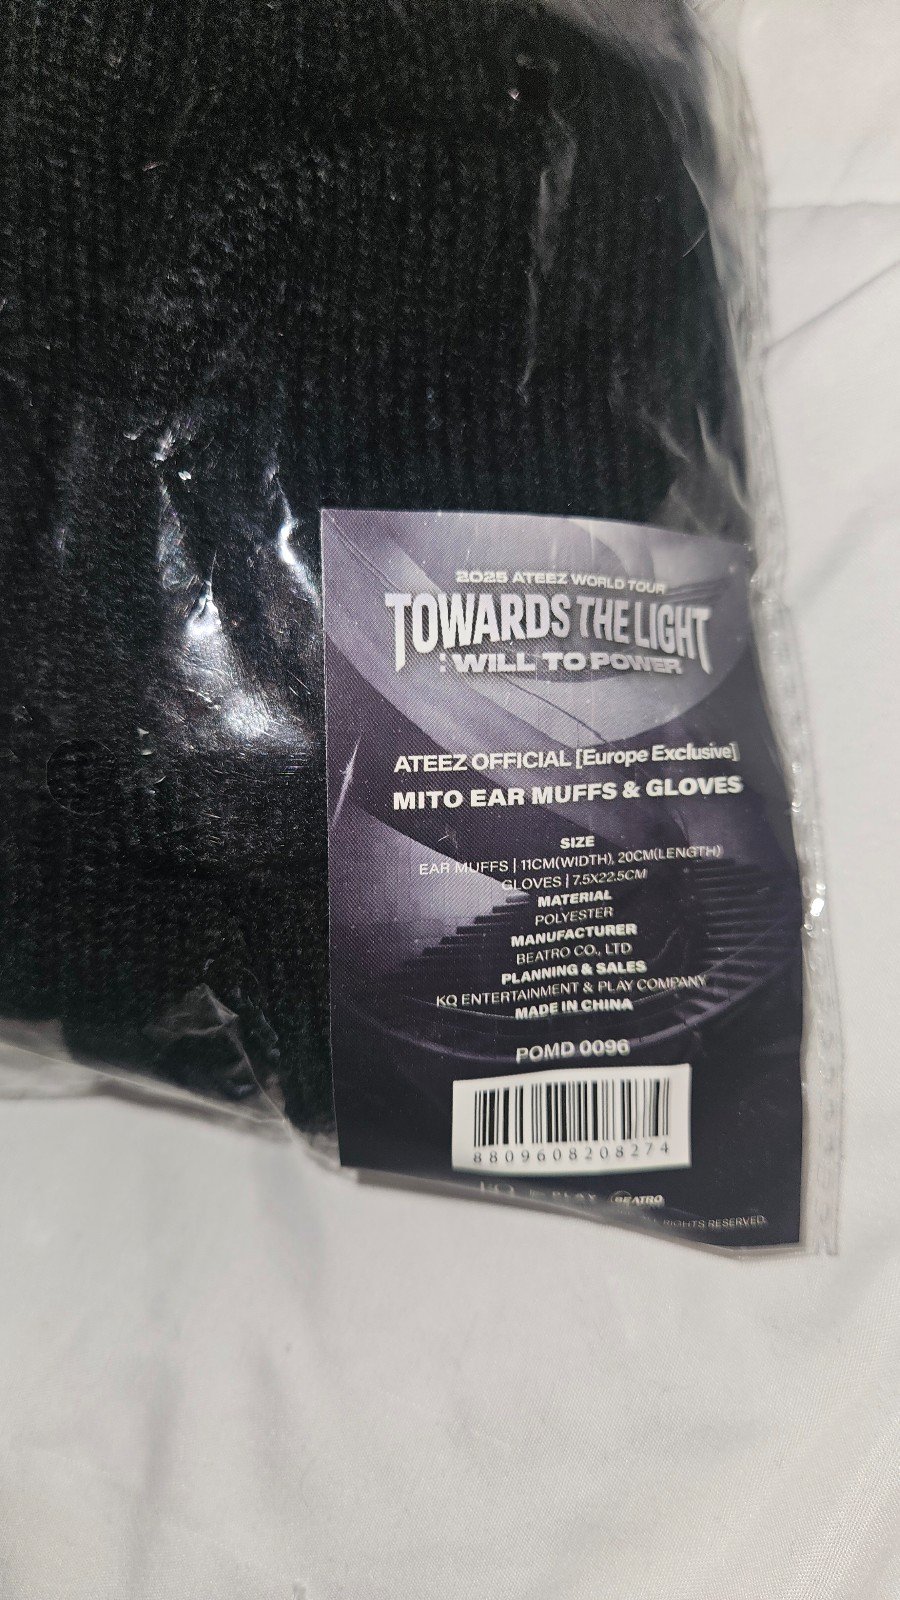 2025 ATEEZ WORLD TOUR
TOWARDS THE LIGHT
: WILL TO POWER
ATEEZ OFFICIAL [Europe Exclusive]
MITO EAR MUFFS & GLOVES
SIZE
EAR MUFFS | 11CM(WIDTH), 20CM(LENGTH)
GLOVES | 7.5X22.5CM
MATERIAL
POLYESTER
MANUFACTURER
BEATRO CO., LTD
PLANNING & SALES
KQ ENTERTAINMENT & PLAY COMPANY
MADE IN CHINA
POMD 0096
8809608208274
PLAY BEATRO
RIGHTS RESERVED.